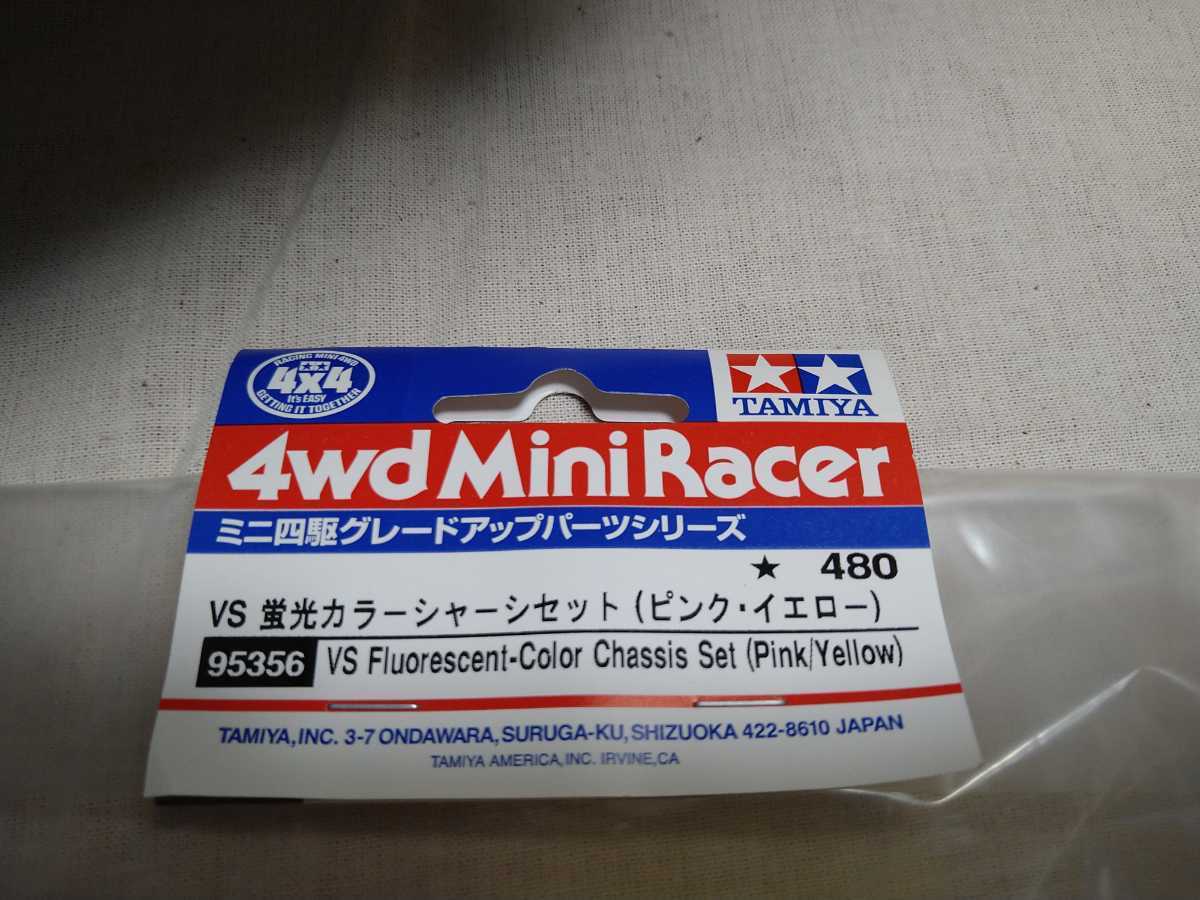 RACING MINI 4WD
4x4
It's EASY
GETTING IT TOGETHER
TAMIYA
4wd Mini Racer
ミニ四駆グレードアップパーツシリーズ
★ 480
VS 蛍光カラーシャーシセット (ピンク・イエロー)
95356 VS Fluorescent-Color Chassis Set (Pink/Yellow)
TAMIYA, INC. 3-7 ONDAWARA, SURUGA-KU, SHIZUOKA 422-8610 JAPAN
TAMIYA AMERICA, INC. IRVINE, CA